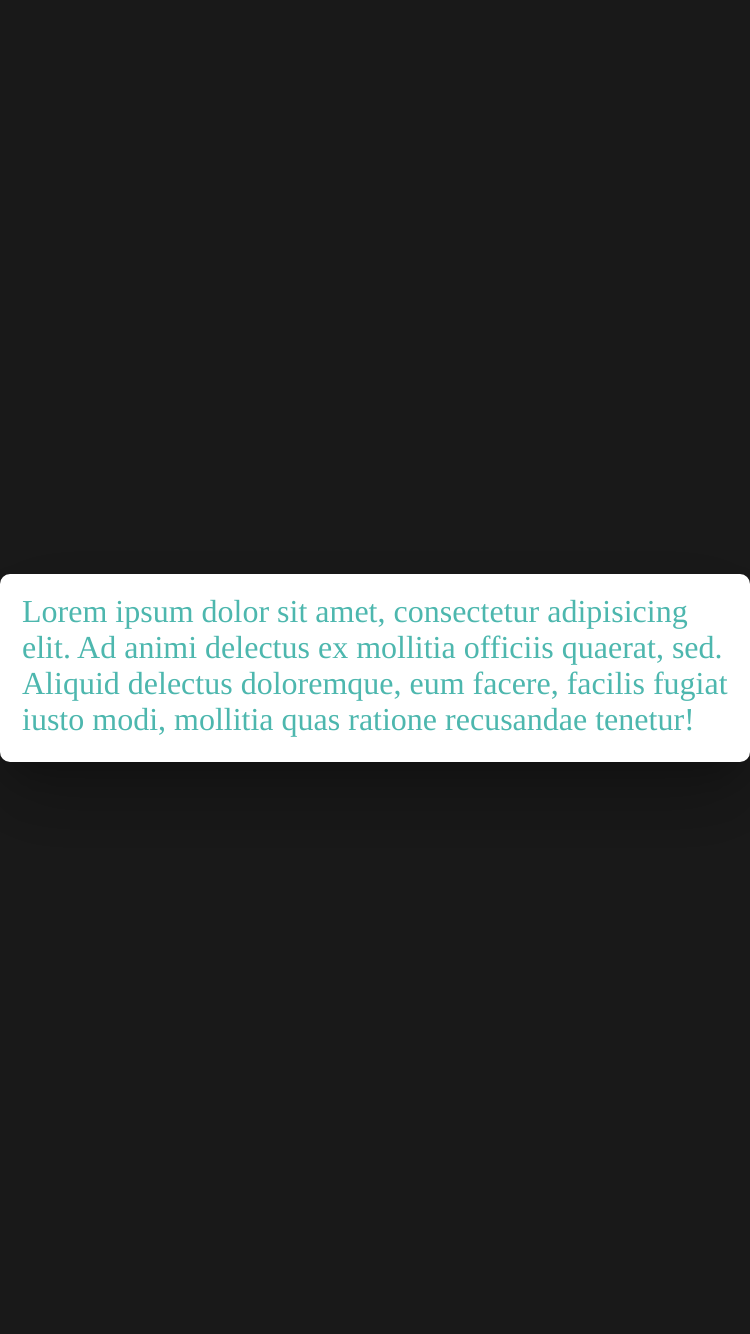 Lorem ipsum dolor sit amet, consectetur adipisicing
elit. Ad animi delectus ex mollitia officiis quaerat, sed.
Aliquid delectus doloremque, eum facere, facilis fugiat
iusto modi, mollitia quas ratione recusandae tenetur!